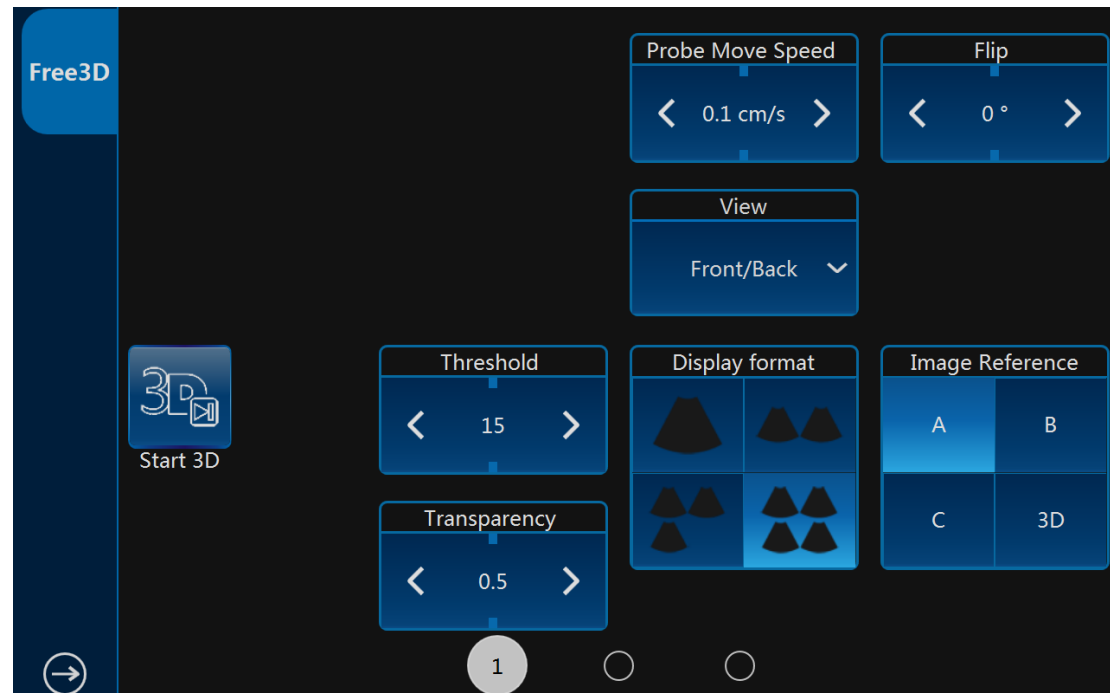 Free3D
Probe Move Speed
0.1 cm/s
Flip
0 °
View
Front/Back
3D
Start 3D
Threshold
15
Display format
Image Reference
A
B
C
3D
Transparency
0.5
1